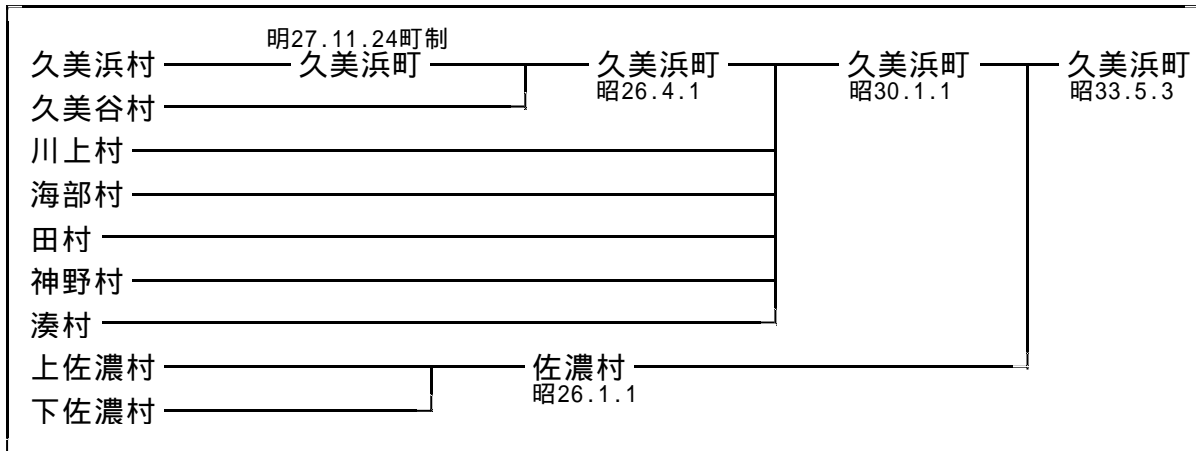 明27.11.24町制
久美浜村 久美浜町 久美浜町 久美浜町 久美浜町
昭26.4.1 昭30.1.1 昭33.5.3
久美谷村
川上村
海部村
田村
神野村
湊村
上佐濃村 佐濃村
昭26.1.1
下佐濃村